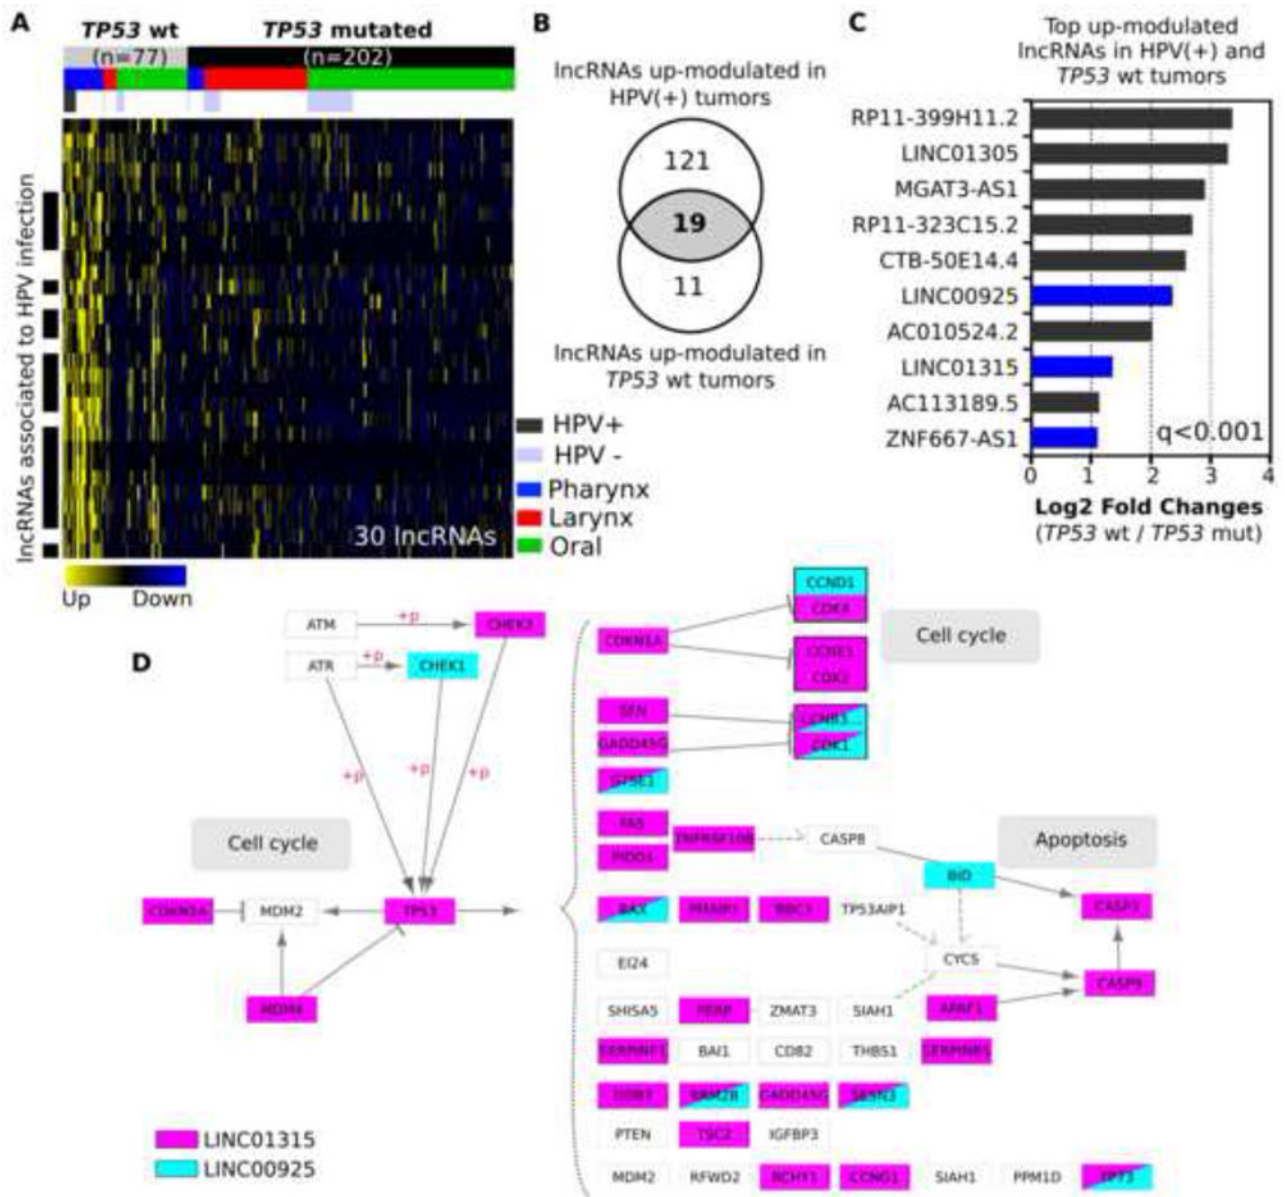 A
TP53 wt
TP53 mutated
(n=77)
(n=202)
lncRNAs associated to HPV infection
30 lncRNAs
Up
Down
HPV+
HPV -
Pharynx
Larynx
Oral
B
lncRNAs up-modulated in
HPV(+) tumors
121
19
11
lncRNAs up-modulated in
TP53 wt tumors
C
Top up-modulated
lncRNAs in HPV(+) and
TP53 wt tumors
RP11-399H11.2
LINC01305
MGAT3-AS1
RP11-323C15.2
CTB-50E14.4
LINC00925
AC010524.2
LINC01315
AC113189.5
ZNF667-AS1
q<0.001
0 1 2 3 4
Log2 Fold Changes
(TP53 wt / TP53 mut)
D
ATM
+p
ATR
+p
CHEK1
+p
+p
+p
Cell cycle
MDM2
TP53
MDM4
CDKN1A
CCND1
CDK4
CCNE1
CDK2
Cell cycle
SFN
GADD45G
CDK1
GTSE1
FAS
PIDD1
TNFRSF10B
CASP8
Apoptosis
BID
CASP3
BAX
PMAIP1
BBC3
TP53AIP1
CYCS
CASP9
EI24
SHISA5
PERP
ZMAT3
SIAH1
APAF1
BAI1
CD82
THBS1
RRM2B
GADD45G
SESN3
PTEN
TSC2
IGFBP3
MDM2
RFWD2
RCHY1
CCNG1
SIAH1
PPM1D
TP73
LINC01315
LINC00925